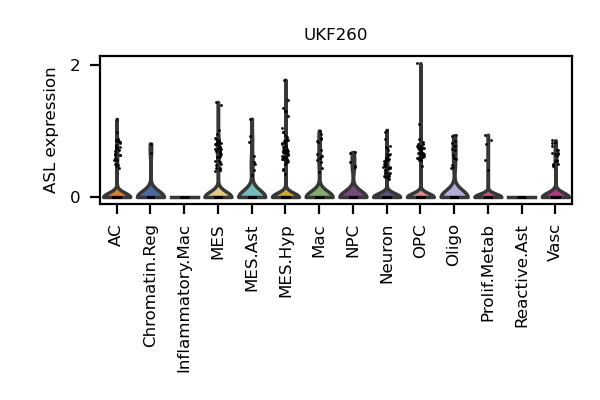 UKF260
ASL expression
2
0
AC
Chromatin.Reg
Inflammatory.Mac
MES
MES.Ast
MES.Hyp
Mac
NPC
Neuron
OPC
Oligo
Prolif.Metab
Reactive.Ast
Vasc